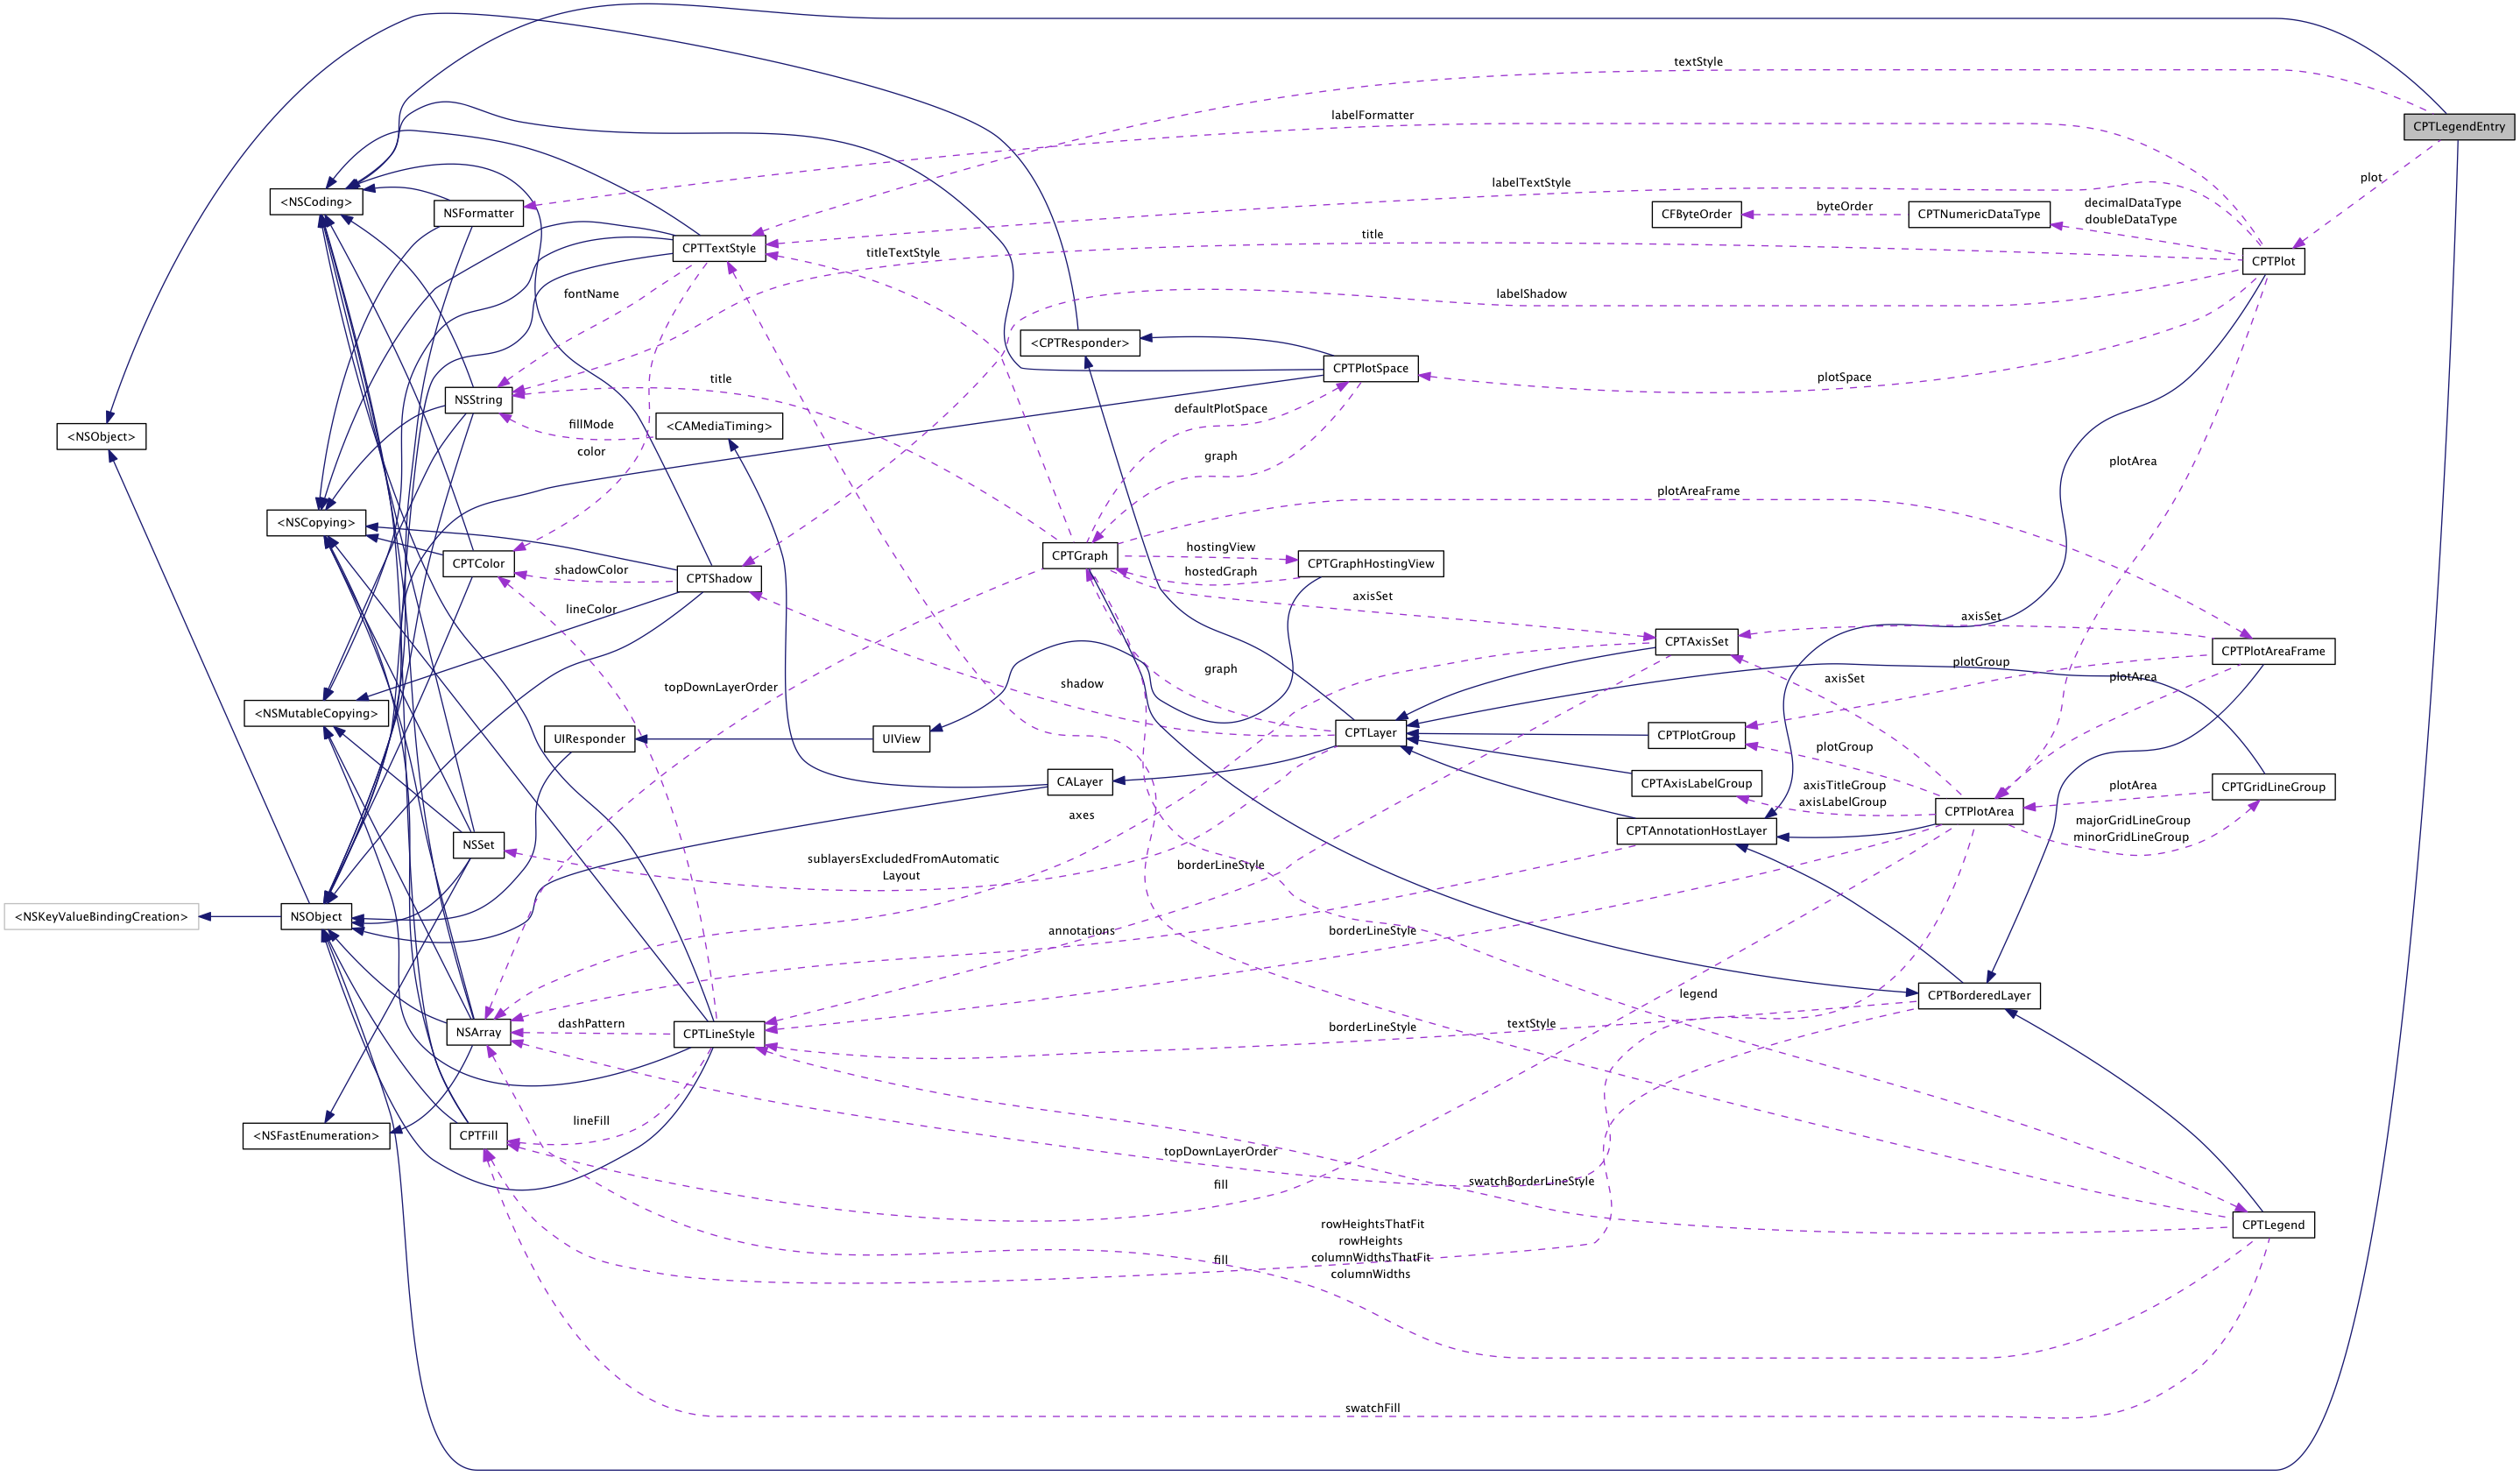 textStyle
labelFormatter
CPTLegendEntry
plot
labelTextStyle
<NSCoding>
NSFormatter
CFByteOrder
byteOrder
CPTNumericDataType
decimalDataType
doubleDataType
CPTTextStyle
titleTextStyle
title
CPTPlot
fontName
labelShadow
<CPTResponder>
CPTPlotSpace
plotSpace
title
NSString
defaultPlotSpace
<NSObject>
fillMode
<CAMediaTiming>
color
graph
plotArea
plotAreaFrame
<NSCopying>
CPTColor
shadowColor
CPTShadow
CPTGraph
hostingView
hostedGraph
CPTGraphHostingView
lineColor
axisSet
axisSet
CPTAxisSet
CPTPlotAreaFrame
graph
plotGroup
axisSet
plotArea
topDownLayerOrder
shadow
<NSMutableCopying>
UIResponder
UIView
CPTLayer
CPTPlotGroup
plotGroup
CALayer
CPTAxisLabelGroup
axisTitleGroup
axisLabelGroup
plotArea
CPTGridLineGroup
CPTPlotArea
axes
CPTAnnotationHostLayer
majorGridLineGroup
minorGridLineGroup
NSSet
sublayersExcludedFromAutomatic
Layout
borderLineStyle
<NSKeyValueBindingCreation>
NSObject
annotations
borderLineStyle
legend
CPTBorderedLayer
NSArray
dashPattern
CPTLineStyle
borderLineStyle
textStyle
<NSFastEnumeration>
CPTFill
lineFill
topDownLayerOrder
fill
swatchBorderLineStyle
CPTLegend
rowHeightsThatFit
rowHeights
columnWidthsThatFit
columnWidths
fill
swatchFill